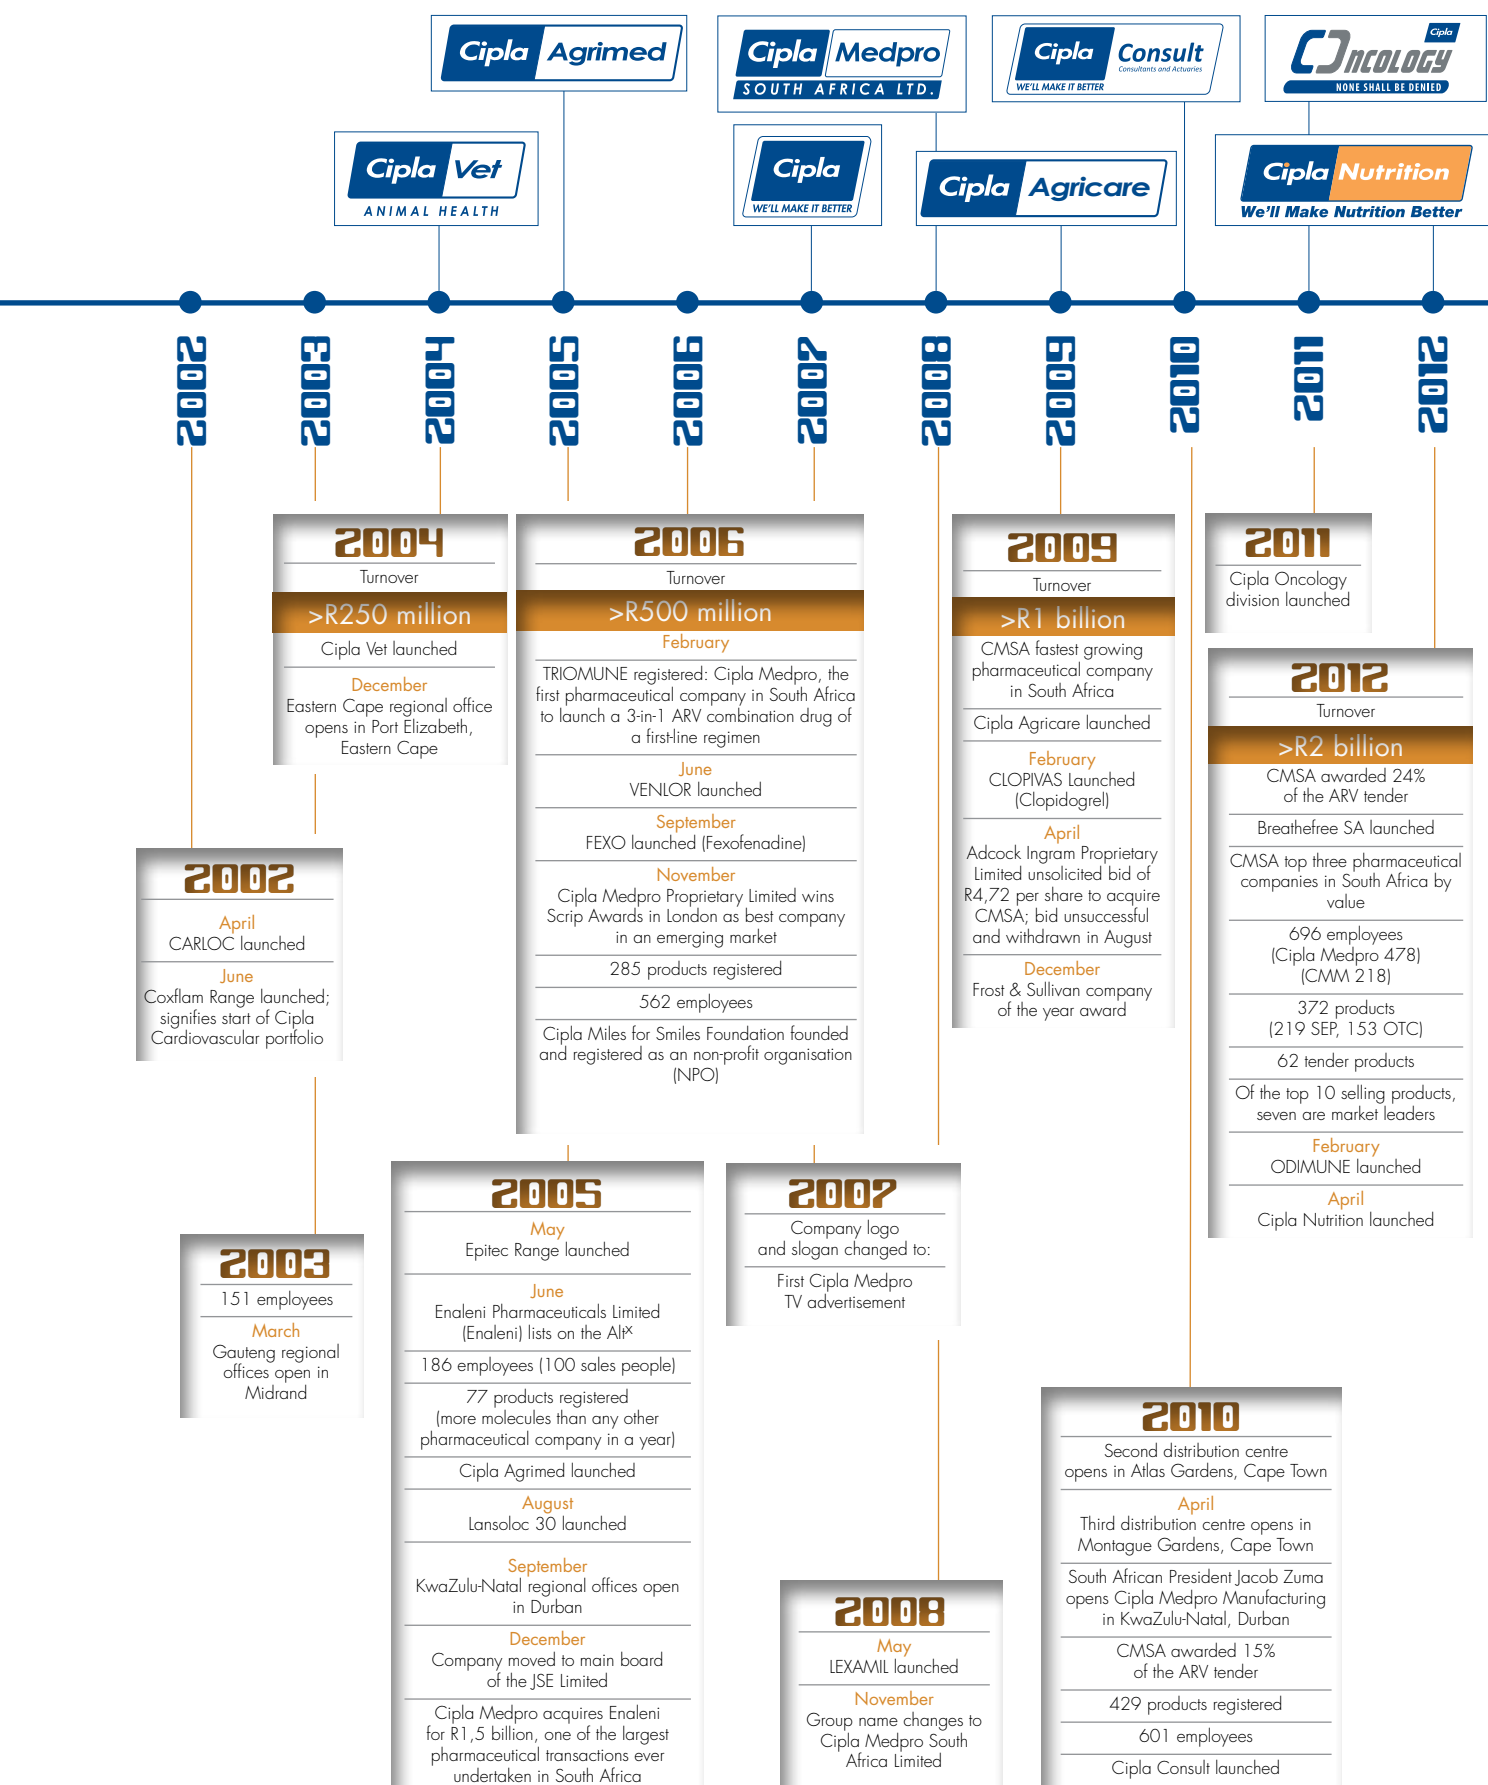 Cipla Agrimed
Cipla Medpro
SOUTH AFRICA LTD.
Cipla Consult
Consultants and Actuaries
WE'LL MAKE IT BETTER
Cipla
ONCOLOGY
NONE SHALL BE DENIED
Cipla Vet
ANIMAL HEALTH
Cipla
WE'LL MAKE IT BETTER
Cipla Agricare
Cipla Nutrition
We'll Make Nutrition Better
2002
2003
2004
2005
2006
2007
2008
2009
2010
2011
2012
2004
Turnover
>R250 million
Cipla Vet launched
December
Eastern Cape regional office
opens in Port Elizabeth,
Eastern Cape
2006
Turnover
>R500 million
February
TRIOMUNE registered: Cipla Medpro, the
first pharmaceutical company in South Africa
to launch a 3-in-1 ARV combination drug of
a first-line regimen
June
VENLOR launched
September
FEXO launched (Fexofenadine)
November
Cipla Medpro Proprietary Limited wins
Scrip Awards in London as best company
in an emerging market
285 products registered
562 employees
Cipla Miles for Smiles Foundation founded
and registered as an non-profit organisation
(NPO)
2009
Turnover
>R1 billion
CMSA fastest growing
pharmaceutical company
in South Africa
Cipla Agricare launched
February
CLOPIVAS Launched
(Clopidogrel)
April
Adcock Ingram Proprietary
Limited unsolicited bid of
R4,72 per share to acquire
CMSA; bid unsuccessful
and withdrawn in August
December
Frost & Sullivan company
of the year award
2011
Cipla Oncology
division launched
2012
Turnover
>R2 billion
CMSA awarded 24%
of the ARV tender
Breathefree SA launched
CMSA top three pharmaceutical
companies in South Africa by
value
696 employees
(Cipla Medpro 478)
(CMM 218)
372 products
(219 SEP, 153 OTC)
62 tender products
Of the top 10 selling products,
seven are market leaders
February
ODIMUNE launched
April
Cipla Nutrition launched
2002
April
CARLOC launched
June
Coxflam Range launched;
signifies start of Cipla
Cardiovascular portfolio
2003
151 employees
March
Gauteng regional
offices open in
Midrand
2005
May
Epitec Range launched
June
Enaleni Pharmaceuticals Limited
(Enaleni) lists on the Altˣ
186 employees (100 sales people)
77 products registered
(more molecules than any other
pharmaceutical company in a year)
Cipla Agrimed launched
August
Lansoloc 30 launched
September
KwaZulu-Natal regional offices open
in Durban
December
Company moved to main board
of the JSE Limited
Cipla Medpro acquires Enaleni
for R1,5 billion, one of the largest
pharmaceutical transactions ever
undertaken in South Africa
2007
Company logo
and slogan changed to:
First Cipla Medpro
TV advertisement
2008
May
LEXAMIL launched
November
Group name changes to
Cipla Medpro South
Africa Limited
2010
Second distribution centre
opens in Atlas Gardens, Cape Town
April
Third distribution centre opens in
Montague Gardens, Cape Town
South African President Jacob Zuma
opens Cipla Medpro Manufacturing
in KwaZulu-Natal, Durban
CMSA awarded 15%
of the ARV tender
429 products registered
601 employees
Cipla Consult launched